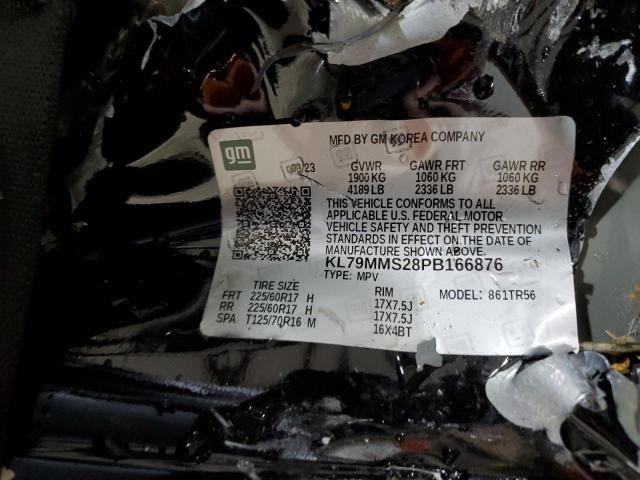 gm
MFD BY GM KOREA COMPANY
/23
GVWR GAWR FRT GAWR RR
1900 KG 1060 KG 1060 KG
4189 LB 2336 LB 2336 LB
THIS VEHICLE CONFORMS TO ALL
APPLICABLE U.S. FEDERAL MOTOR
VEHICLE SAFETY AND THEFT PREVENTION
STANDARDS IN EFFECT ON THE DATE OF
MANUFACTURE SHOWN ABOVE.
KL79MMS28PB166876
TYPE: MPV
TIRE SIZE RIM MODEL: 861TR56
FRT 225/60R17 H 17X7.5J
RR 225/60R17 H 17X7.5J
SPA T125/70R16 M 16X4BT